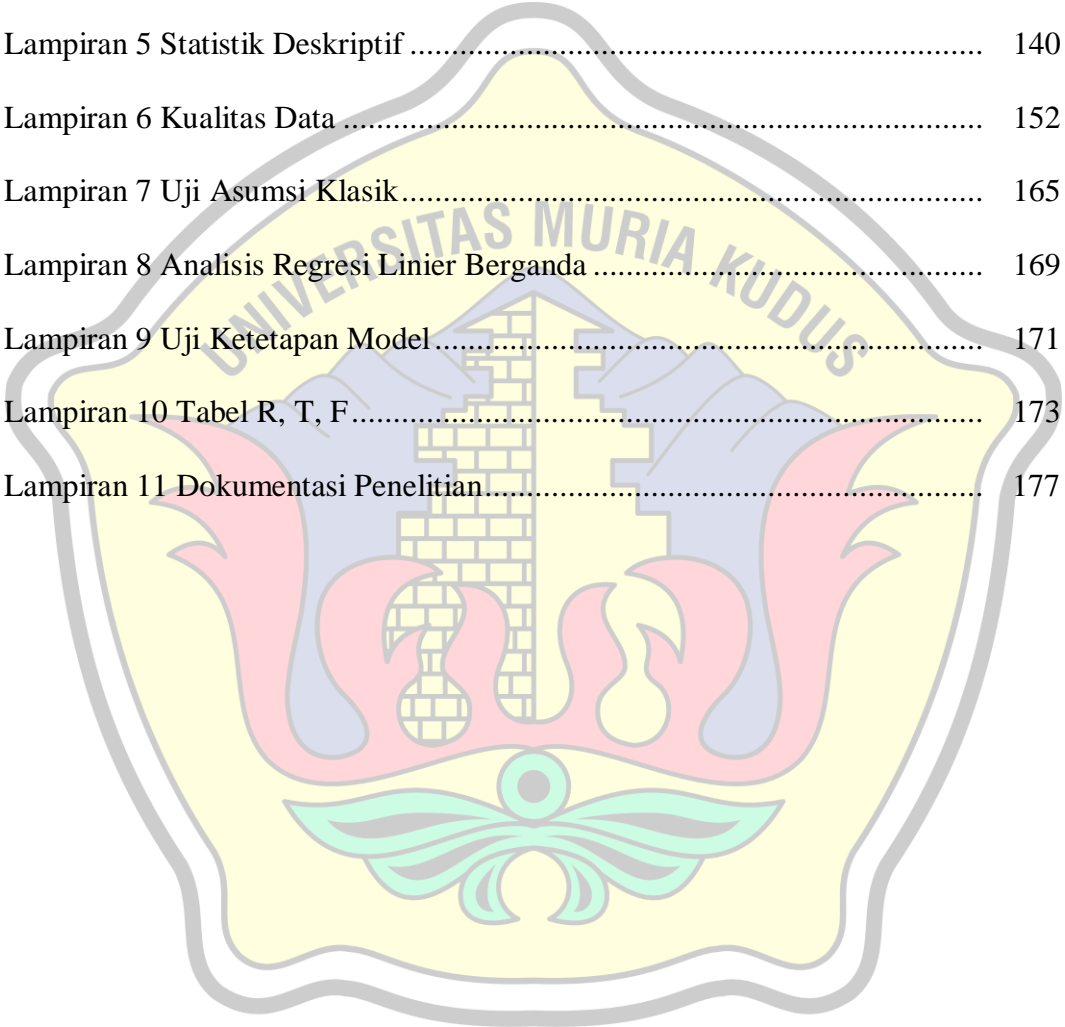 Lampiran 5 Statistik Deskriptif ........................................................................ 140
Lampiran 6 Kualitas Data ................................................................................ 152
Lampiran 7 Uji Asumsi Klasik ......................................................................... 165
UNIVERSITAS MURIA KUDUS
Lampiran 8 Analisis Regresi Linier Berganda ................................................. 169
Lampiran 9 Uji Ketetapan Model ..................................................................... 171
Lampiran 10 Tabel R, T, F ............................................................................... 173
Lampiran 11 Dokumentasi Penelitian ............................................................... 177